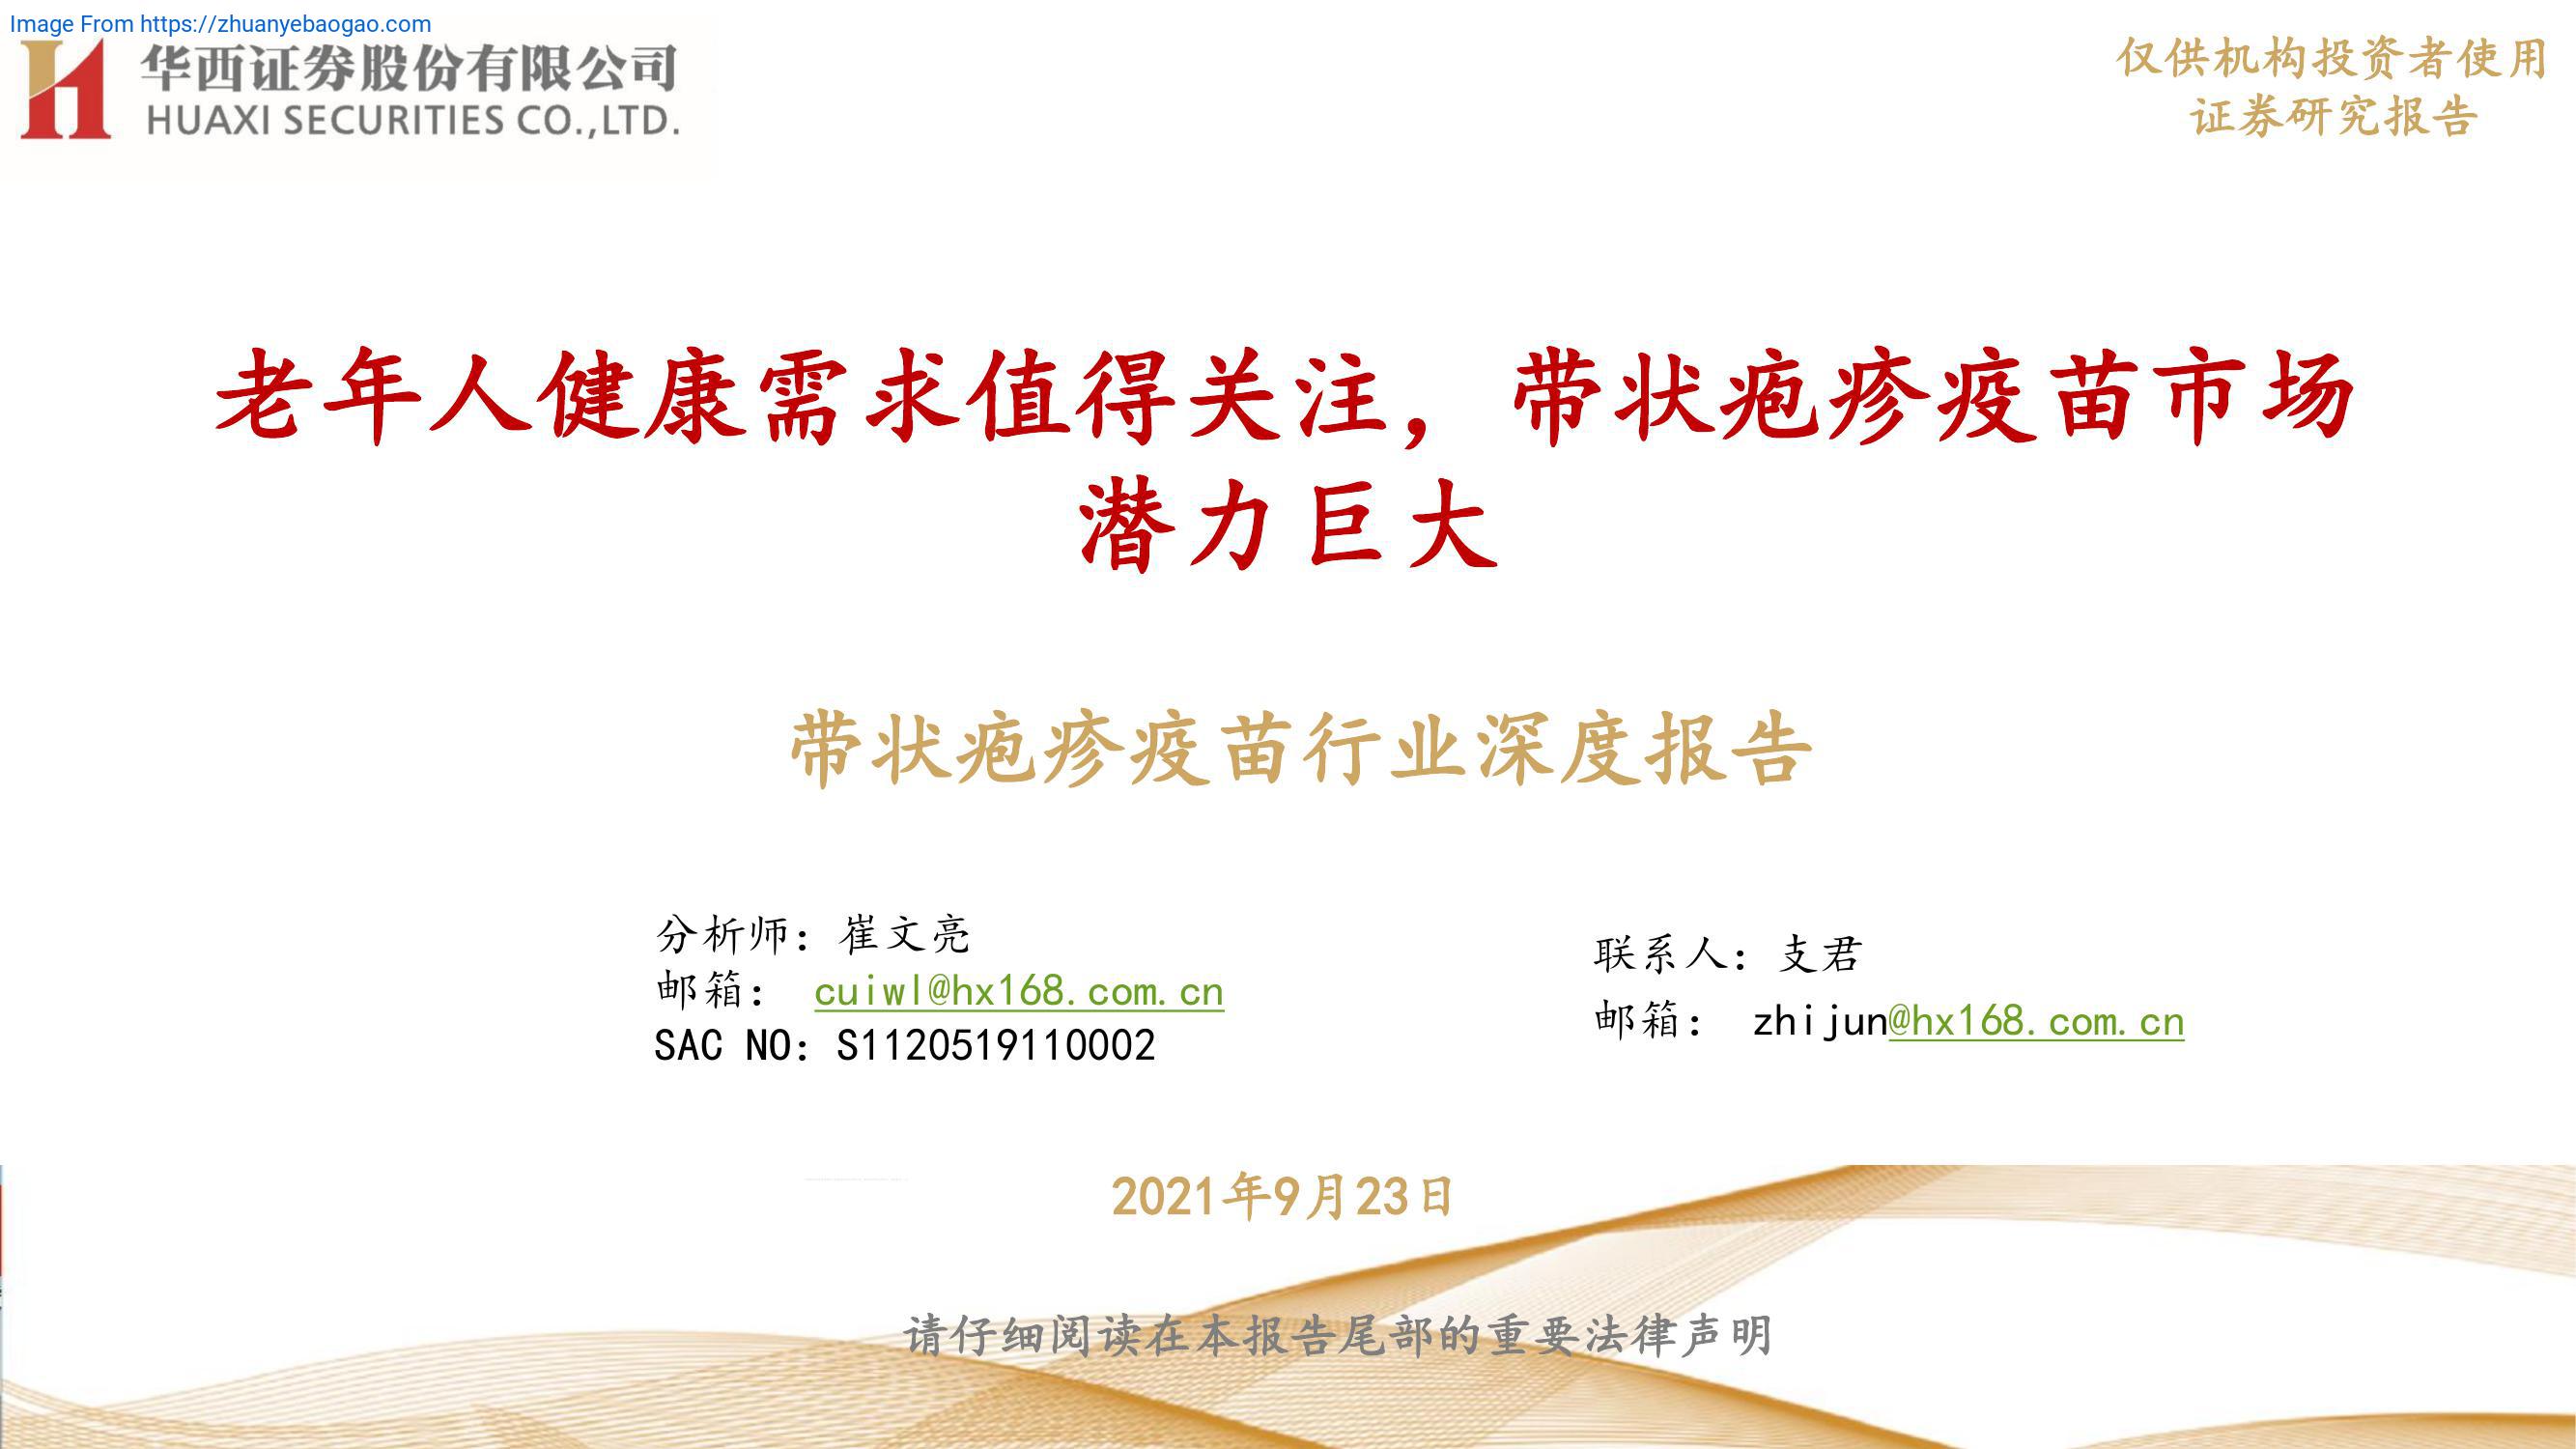 Image From https://zhuanyebaogao.com
华西证券股份有限公司
HUAXI SECURITIES CO.,LTD.
仅供机构投资者使用
证券研究报告
老年人健康需求值得关注，带状疱疹疫苗市场
潜力巨大
带状疱疹疫苗行业深度报告
分析师：崔文亮
邮箱： cuiwl@hx168.com.cn
SAC NO：S1120519110002
联系人：支君
邮箱： zhijun@hx168.com.cn
2021年9月23日
请仔细阅读在本报告尾部的重要法律声明